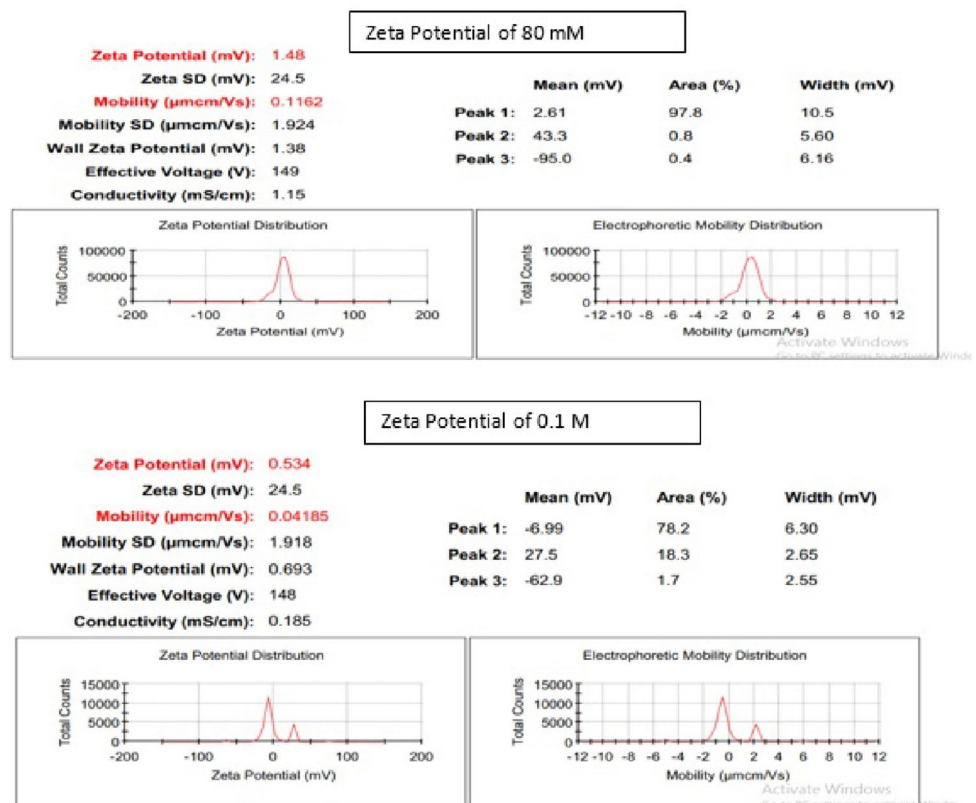 Zeta Potential of 80 mM
Zeta Potential (mV): 1.48
Zeta SD (mV): 24.5
Mobility (µmcm/Vs): 0.1162
Mobility SD (µmcm/Vs): 1.924
Wall Zeta Potential (mV): 1.38
Effective Voltage (V): 149
Conductivity (mS/cm): 1.15
Mean (mV) Area (%) Width (mV)
Peak 1: 2.61 97.8 10.5
Peak 2: 43.3 0.8 5.60
Peak 3: -95.0 0.4 6.16
Zeta Potential Distribution
Total Counts
100000
50000
0
-200 -100 0 100 200
Zeta Potential (mV)
Electrophoretic Mobility Distribution
Total Counts
100000
50000
0
-12 -10 -8 -6 -4 -2 0 2 4 6 8 10 12
Mobility (µmcm/Vs)
Activate Windows
Go to PC settings to activate Windo
Zeta Potential of 0.1 M
Zeta Potential (mV): 0.534
Zeta SD (mV): 24.5
Mobility (µmcm/Vs): 0.04185
Mobility SD (µmcm/Vs): 1.918
Wall Zeta Potential (mV): 0.693
Effective Voltage (V): 148
Conductivity (mS/cm): 0.185
Mean (mV) Area (%) Width (mV)
Peak 1: -6.99 78.2 6.30
Peak 2: 27.5 18.3 2.65
Peak 3: -62.9 1.7 2.55
Zeta Potential Distribution
Total Counts
15000
10000
5000
0
-200 -100 0 100 200
Zeta Potential (mV)
Electrophoretic Mobility Distribution
Total Counts
15000
10000
5000
0
-12 -10 -8 -6 -4 -2 0 2 4 6 8 10 12
Mobility (µmcm/Vs)
Activate Windows